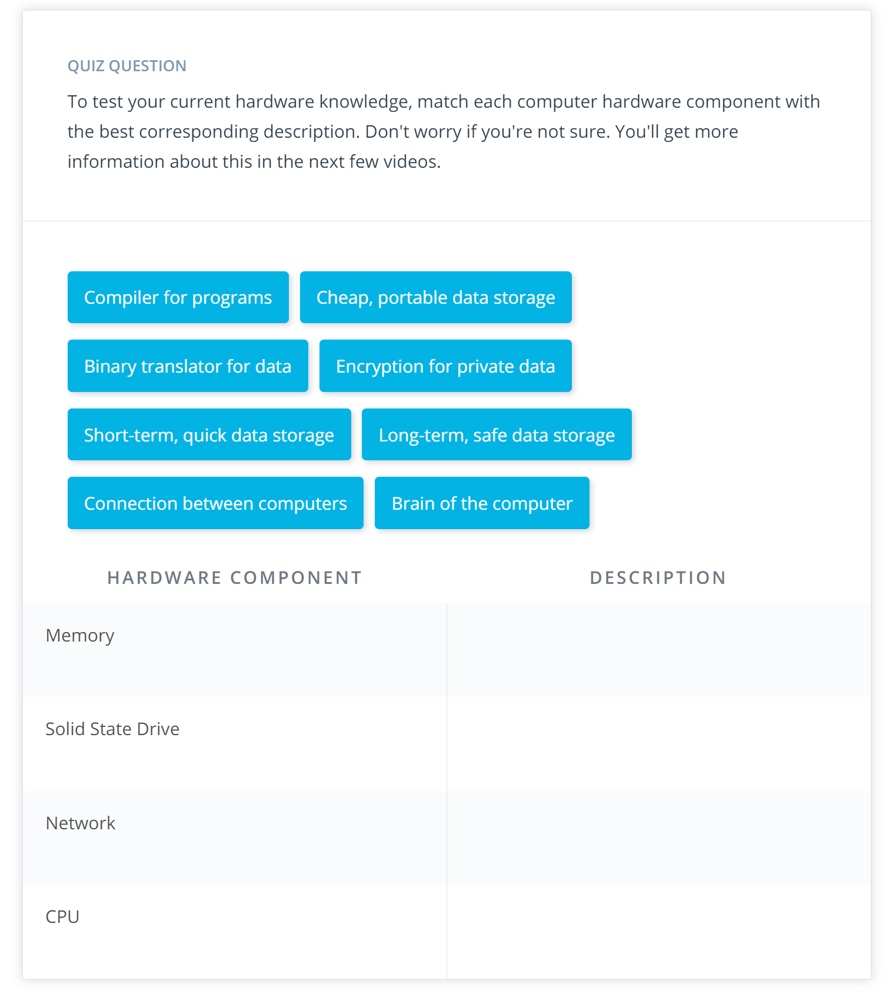 QUIZ QUESTION
To test your current hardware knowledge, match each computer hardware component with
the best corresponding description. Don't worry if you're not sure. You'll get more
information about this in the next few videos.
Compiler for programs
Cheap, portable data storage
Binary translator for data
Encryption for private data
Short-term, quick data storage
Long-term, safe data storage
Connection between computers
Brain of the computer
HARDWARE COMPONENT
DESCRIPTION
Memory
Solid State Drive
Network
CPU